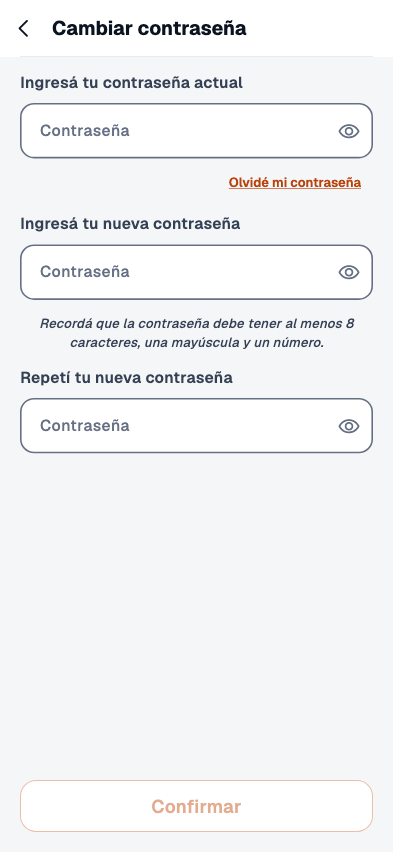 Cambiar contraseña
Ingresá tu contraseña actual
Contraseña
Olvidé mi contraseña
Ingresá tu nueva contraseña
Contraseña
Recordá que la contraseña debe tener al menos 8
caracteres, una mayúscula y un número.
Repetí tu nueva contraseña
Contraseña
Confirmar